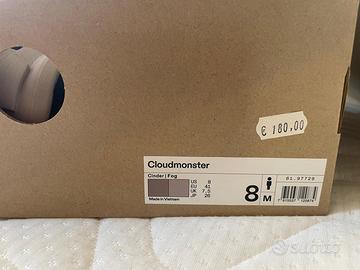 € 180,00
Cloudmonster
Cinder | Fog
US 8
EU 41
UK 7,5
JP 26
Made in Vietnam
8
M
61.97729
subito